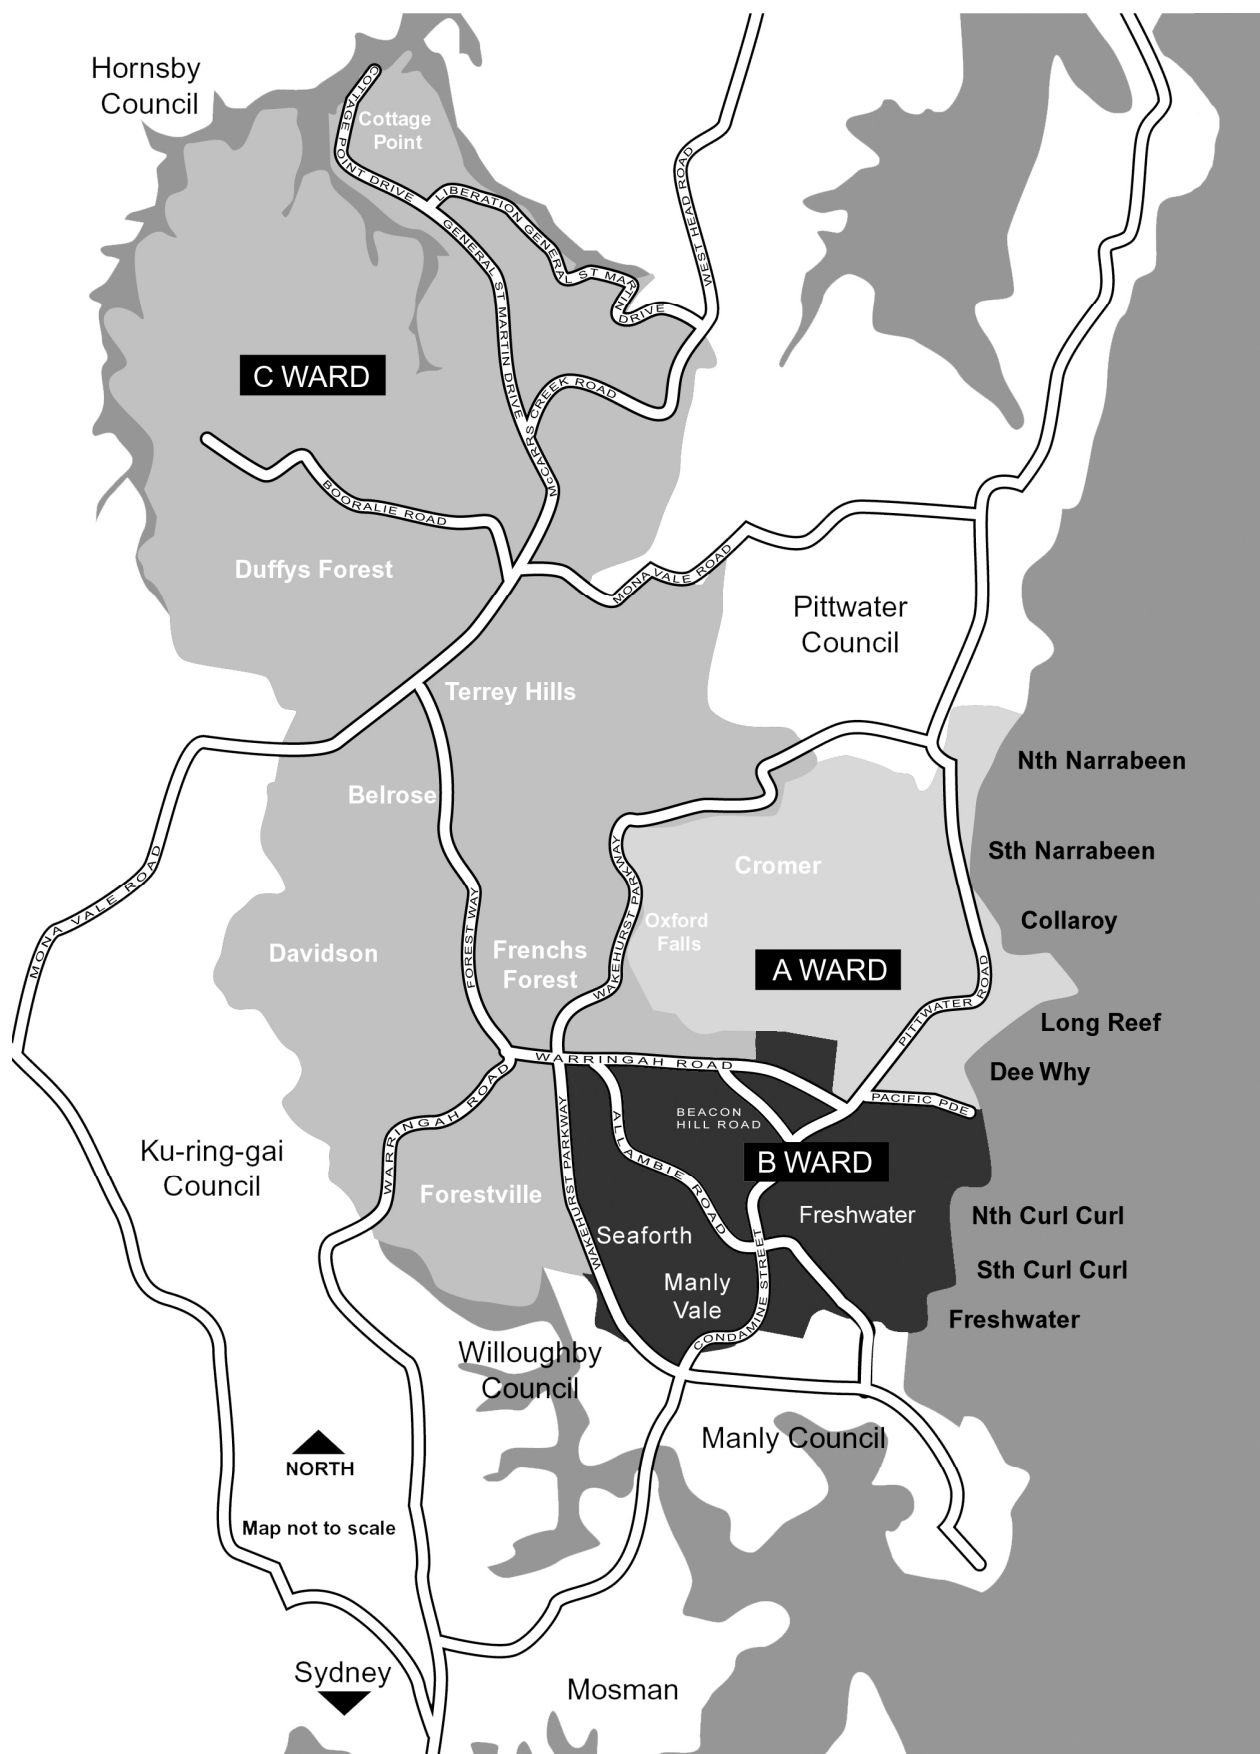 Hornsby
Council
COTTAGE POINT DRIVE
Cottage
Point
LIBERATION GENERAL ST MARTIN DRIVE
GENERAL ST MARTIN DRIVE
WEST HEAD ROAD
C WARD
McCARRS CREEK ROAD
BOORALIE ROAD
Duffys Forest
MONA VALE ROAD
Pittwater
Council
Terrey Hills
Nth Narrabeen
Belrose
Sth Narrabeen
MONA VALE ROAD
Cromer
WAKEHURST PARKWAY
Oxford
Falls
Collaroy
FOREST WAY
Davidson
Frenchs
Forest
A WARD
PITTWATER ROAD
Long Reef
WARRINGAH ROAD
Dee Why
PACIFIC PDE
WARRINGAH ROAD
BEACON
HILL ROAD
ALLAMBIE ROAD
WAKEHURST PARKWAY
Ku-ring-gai
Council
B WARD
Forestville
Freshwater
Nth Curl Curl
Seaforth
Sth Curl Curl
Manly
Vale
CONDAMINE STREET
Freshwater
Willoughby
Council
Manly Council
NORTH
Map not to scale
Sydney
Mosman